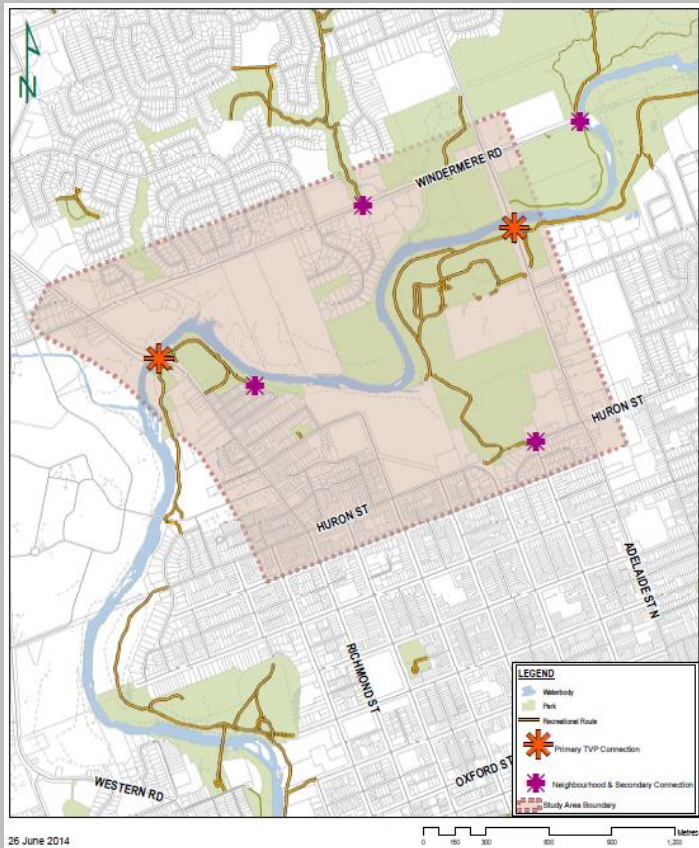 N
WINDERMERE RD
HURON ST
HURON ST
ADELAIDE ST N
RICHMOND ST
OXFORD ST
WESTERN RD
LEGEND
Waterbody
Park
Recreational Route
Primary TVP Connection
Neighbourhood & Secondary Connection
Study Area Boundary
26 June 2014
Metres
0 150 300 600 900 1,200